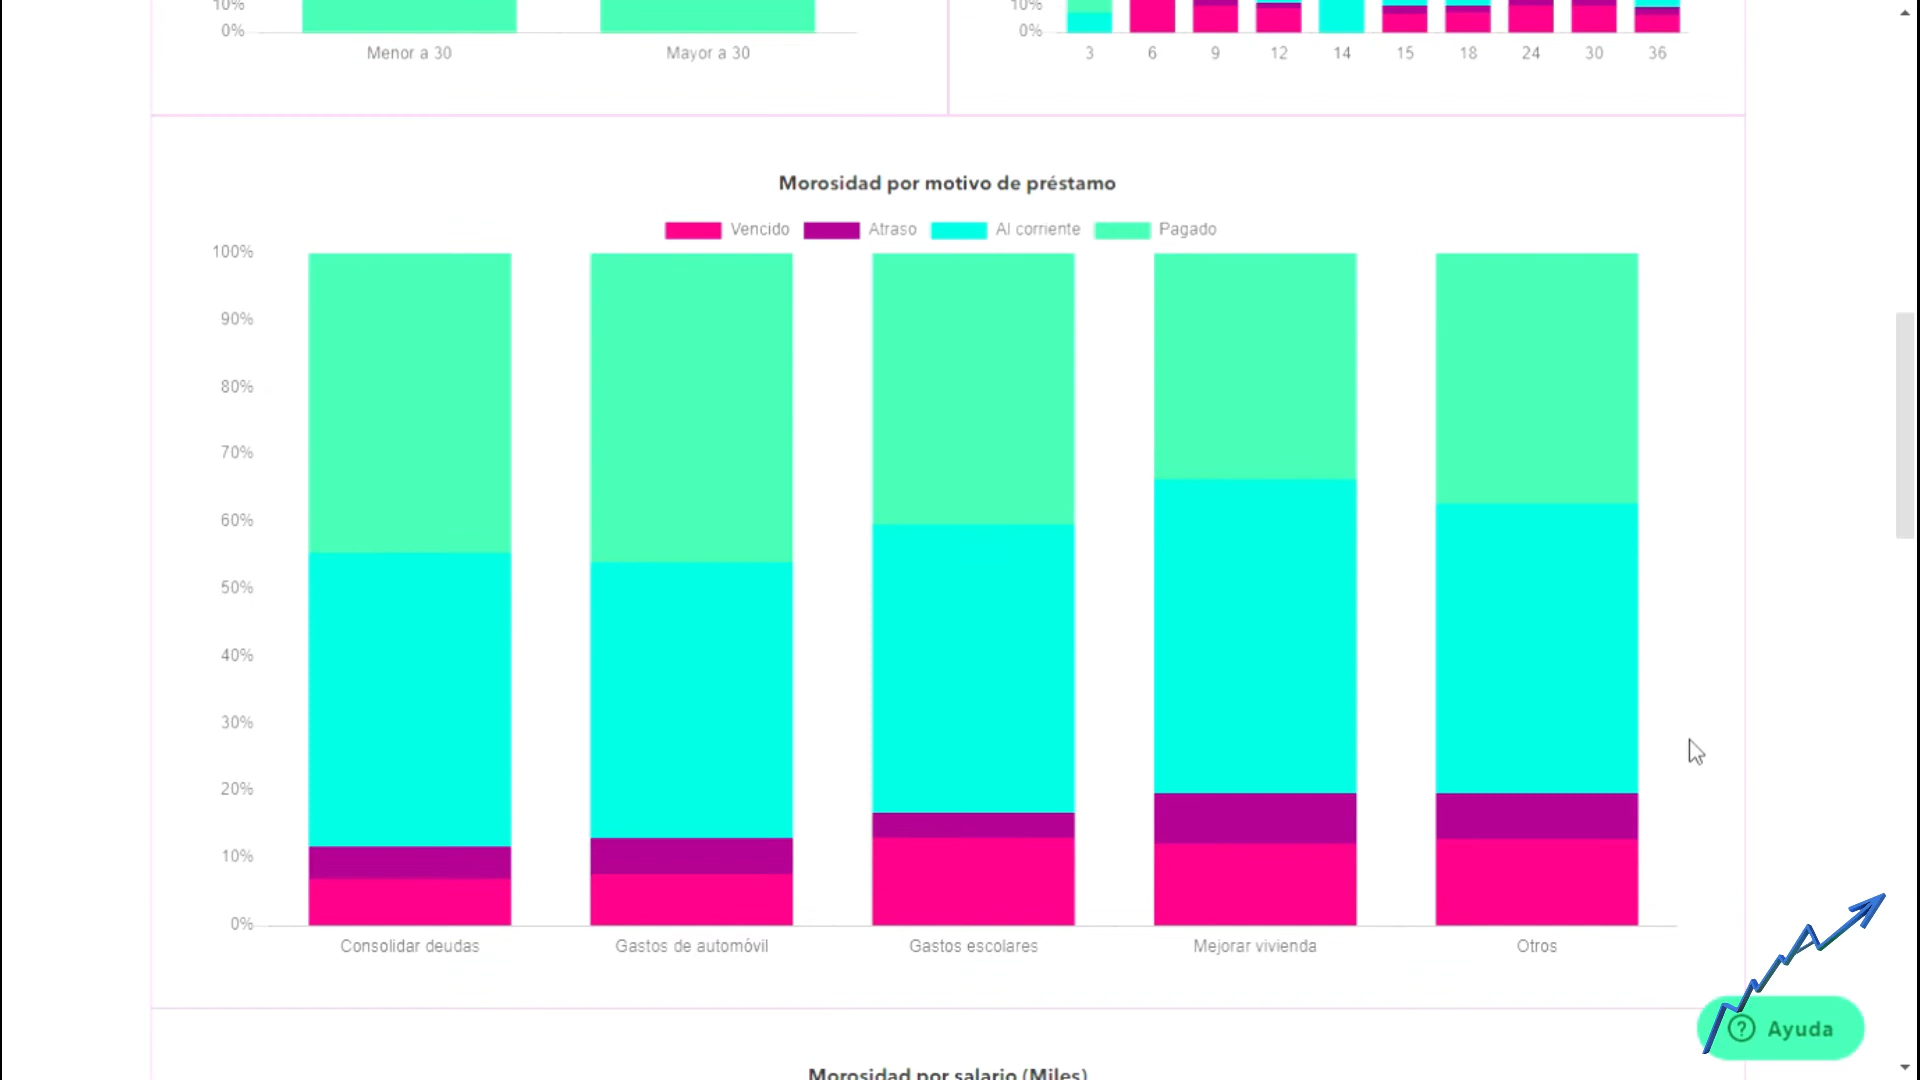 10%
0%
Menor a 30
Mayor a 30
10%
0%
3 6 9 12 14 15 18 24 30 36
Morosidad por motivo de préstamo
Vencido Atraso Al corriente Pagado
100%
90%
80%
70%
60%
50%
40%
30%
20%
10%
0%
Consolidar deudas Gastos de automóvil Gastos escolares Mejorar vivienda Otros
? Ayuda
Morosidad por salario (Miles)